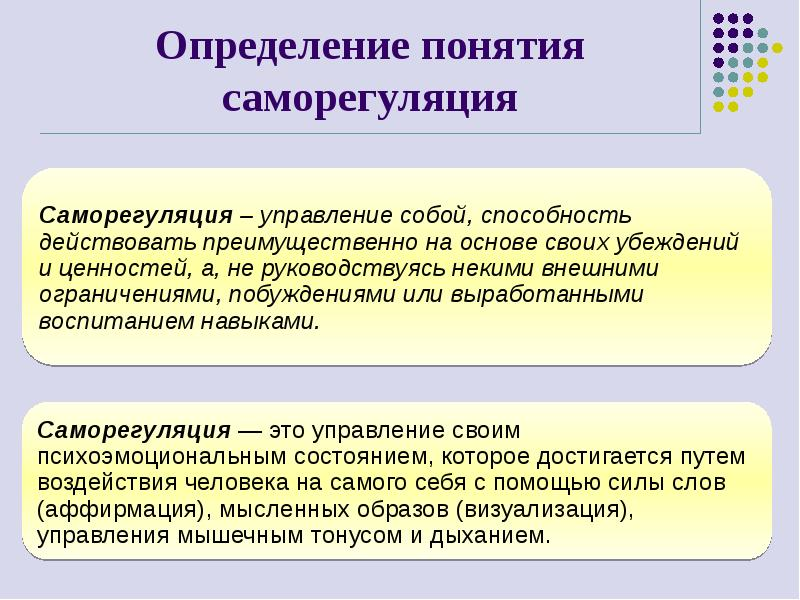 Определение понятия
саморегуляция
Саморегуляция – управление собой, способность
действовать преимущественно на основе своих убеждений
и ценностей, а, не руководствуясь некими внешними
ограничениями, побуждениями или выработанными
воспитанием навыками.
Саморегуляция — это управление своим
психоэмоциональным состоянием, которое достигается путем
воздействия человека на самого себя с помощью силы слов
(аффирмация), мысленных образов (визуализация),
управления мышечным тонусом и дыханием.